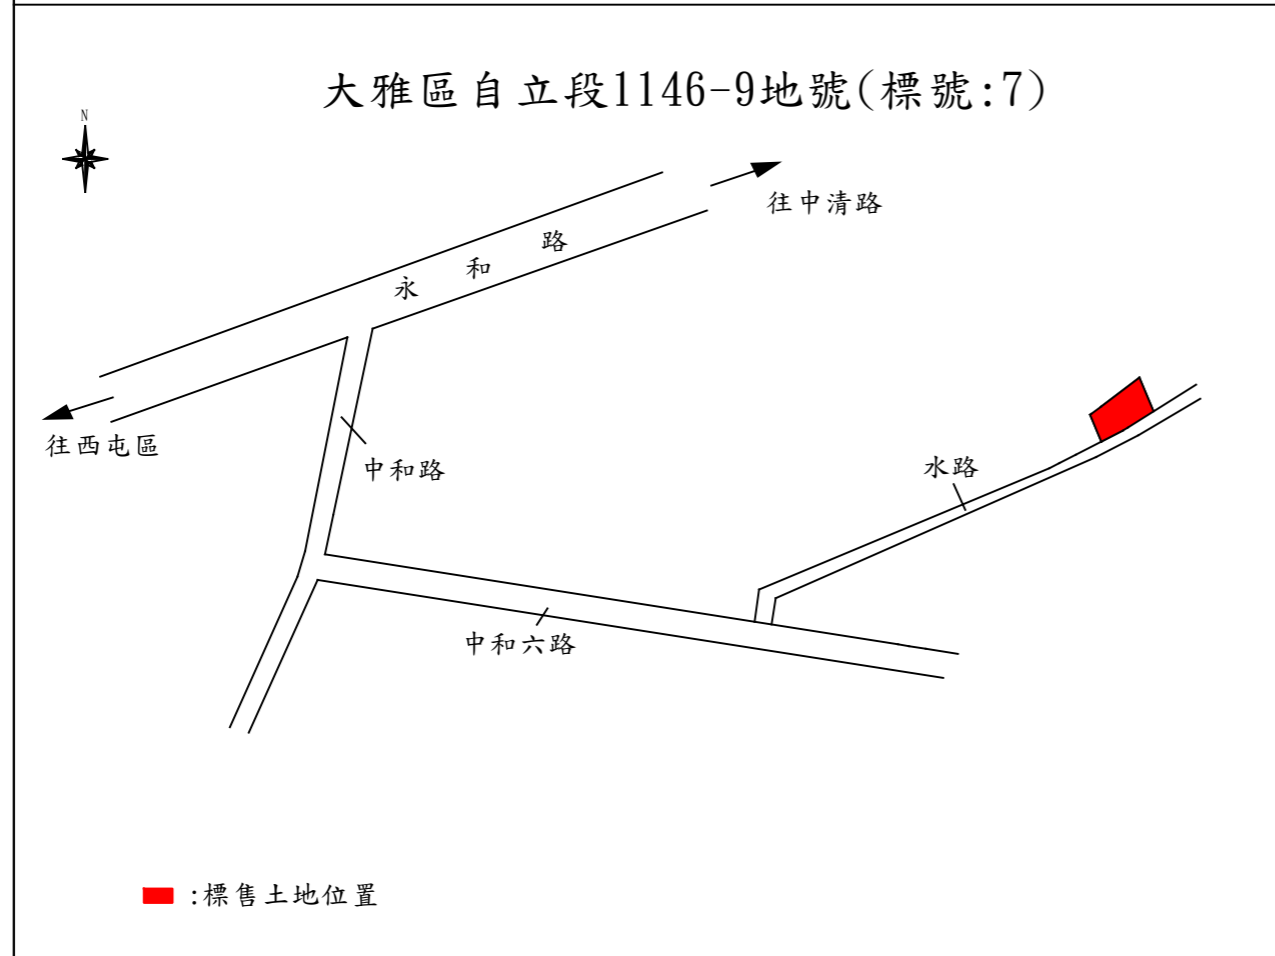 大雅區自立段1146-9地號(標號:7)
N
往中清路
永和路
往西屯區
中和路
水路
中和六路
:標售土地位置